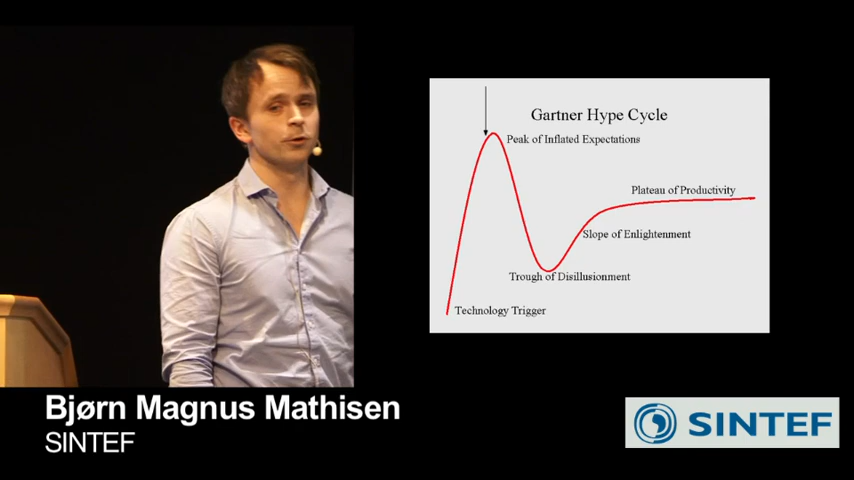 Gartner Hype Cycle
Peak of Inflated Expectations
Plateau of Productivity
Slope of Enlightenment
Trough of Disillusionment
Technology Trigger
Bjørn Magnus Mathisen
SINTEF
SINTEF